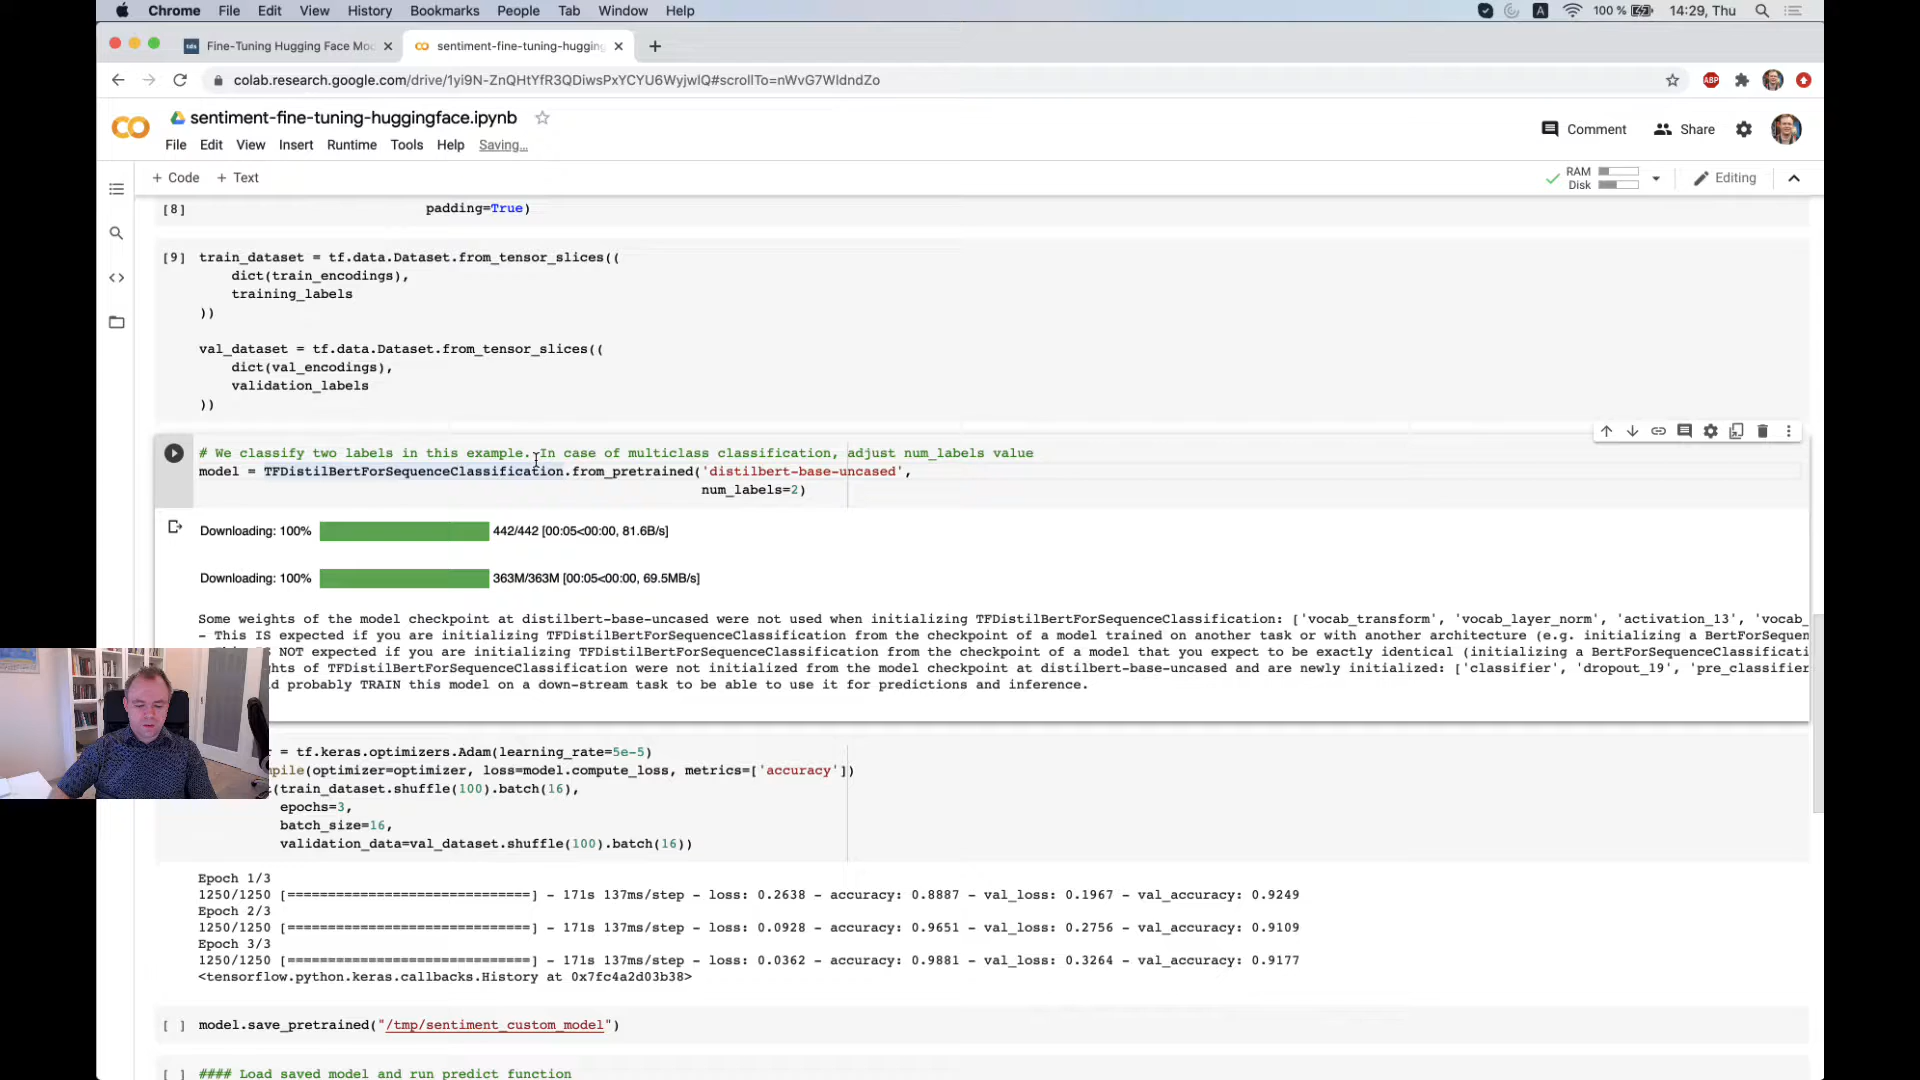 Chrome File Edit View History Bookmarks People Tab Window Help A 100 % 14:29, Thu
tds Fine-Tuning Hugging Face Mod sentiment-fine-tuning-hugging
colab.research.google.com/drive/1yi9N-ZnQHtYfR3QDiwsPxYCYU6WyjwlQ#scrollTo=nWvG7WldndZo ABP
sentiment-fine-tuning-huggingface.ipynb
Comment Share
File Edit View Insert Runtime Tools Help Saving...
+ Code + Text RAM Disk Editing
[8] padding=True)
[9] train_dataset = tf.data.Dataset.from_tensor_slices((
dict(train_encodings),
training_labels
))
val_dataset = tf.data.Dataset.from_tensor_slices((
dict(val_encodings),
validation_labels
))
# We classify two labels in this example. In case of multiclass classification, adjust num_labels value
model = TFDistilBertForSequenceClassification.from_pretrained('distilbert-base-uncased',
num_labels=2)
Downloading: 100% 442/442 [00:05<00:00, 81.6B/s]
Downloading: 100% 363M/363M [00:05<00:00, 69.5MB/s]
Some weights of the model checkpoint at distilbert-base-uncased were not used when initializing TFDistilBertForSequenceClassification: ['vocab_transform', 'vocab_layer_norm', 'activation_13', 'vocab_
- This IS expected if you are initializing TFDistilBertForSequenceClassification from the checkpoint of a model trained on another task or with another architecture (e.g. initializing a BertForSequen
NOT expected if you are initializing TFDistilBertForSequenceClassification from the checkpoint of a model that you expect to be exactly identical (initializing a BertForSequenceClassificati
ghts of TFDistilBertForSequenceClassification were not initialized from the model checkpoint at distilbert-base-uncased and are newly initialized: ['classifier', 'dropout_19', 'pre_classifier
d probably TRAIN this model on a down-stream task to be able to use it for predictions and inference.
r = tf.keras.optimizers.Adam(learning_rate=5e-5)
pile(optimizer=optimizer, loss=model.compute_loss, metrics=['accuracy'])
(train_dataset.shuffle(100).batch(16),
epochs=3,
batch_size=16,
validation_data=val_dataset.shuffle(100).batch(16))
Epoch 1/3
1250/1250 [==============================] - 171s 137ms/step - loss: 0.2638 - accuracy: 0.8887 - val_loss: 0.1967 - val_accuracy: 0.9249
Epoch 2/3
1250/1250 [==============================] - 171s 137ms/step - loss: 0.0928 - accuracy: 0.9651 - val_loss: 0.2756 - val_accuracy: 0.9109
Epoch 3/3
1250/1250 [==============================] - 171s 137ms/step - loss: 0.0362 - accuracy: 0.9881 - val_loss: 0.3264 - val_accuracy: 0.9177
<tensorflow.python.keras.callbacks.History at 0x7fc4a2d03b38>
[ ] model.save_pretrained("/tmp/sentiment_custom_model")
[ ] #### Load saved model and run predict function